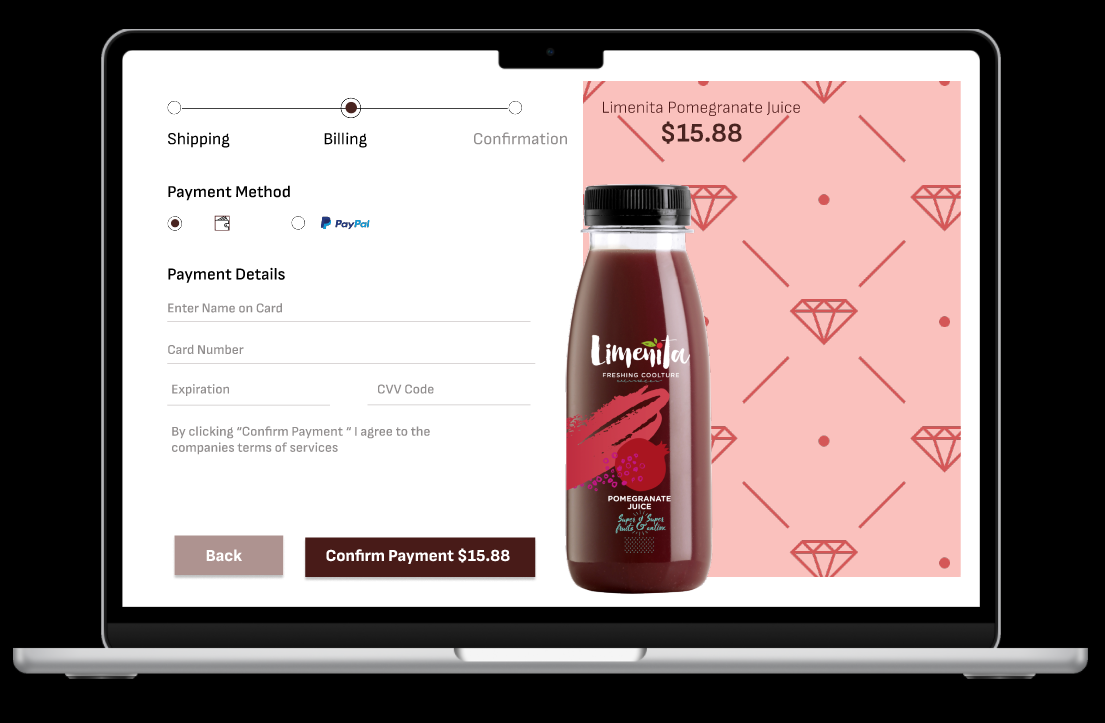 Shipping
Billing
Confirmation
Payment Method
PayPal
Payment Details
Enter Name on Card
Card Number
Expiration
CVV Code
By clicking “Confirm Payment “ I agree to the
companies terms of services
Back
Confirm Payment $15.88
Limenita Pomegranate Juice
$15.88
Limenita
FRESHING COOLTURE
POMEGRANATE
JUICE
Super & Super
fruits